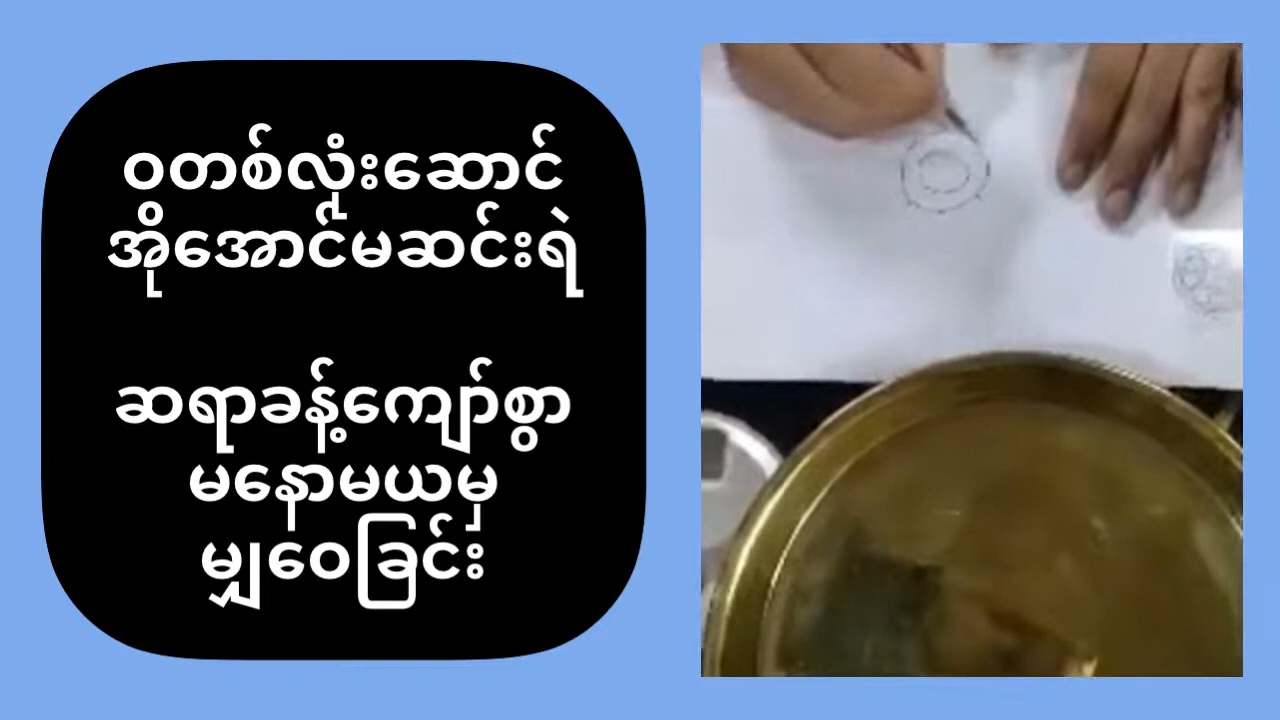 ဝတစ်လုံးဆောင်
အိုအောင်မဆင်းရဲ
ဆရာခန့်ကျော်စွာ
မနောမယမှ
မျှဝေခြင်း